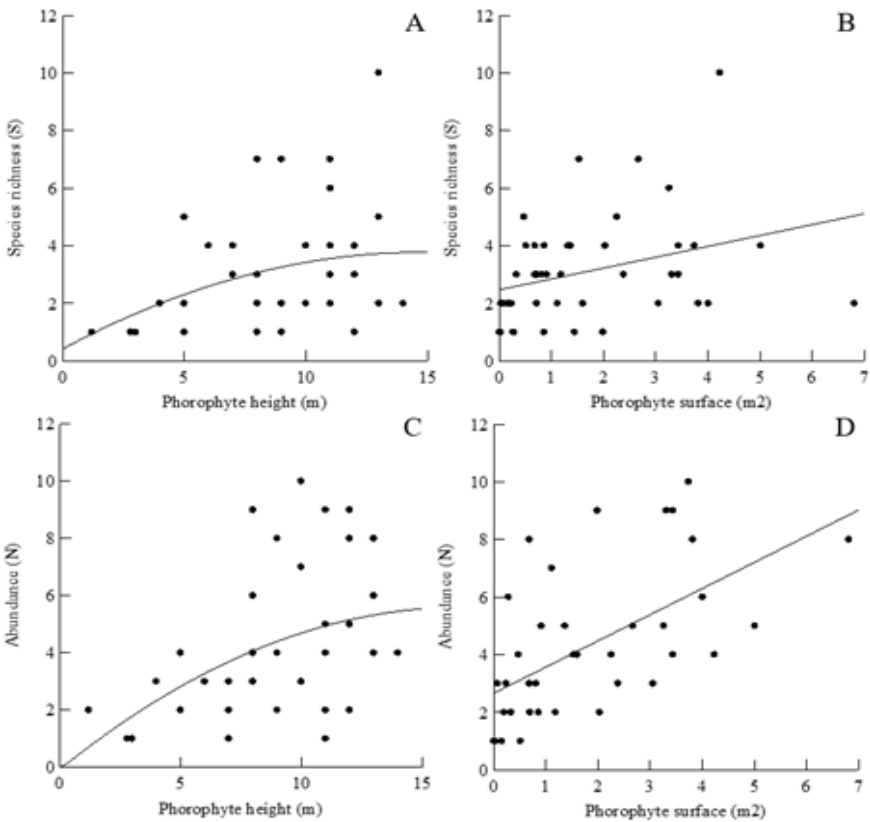 A
12
10
8
6
4
2
0
Species richness (S)
0 5 10 15
Phorophyte height (m)
B
12
10
8
6
4
2
0
Species richness (S)
0 1 2 3 4 5 6 7
Phorophyte surface (m2)
C
12
10
8
6
4
2
0
Abundance (N)
0 5 10 15
Phorophyte height (m)
D
12
10
8
6
4
2
0
Abundance (N)
0 1 2 3 4 5 6 7
Phorophyte surface (m2)